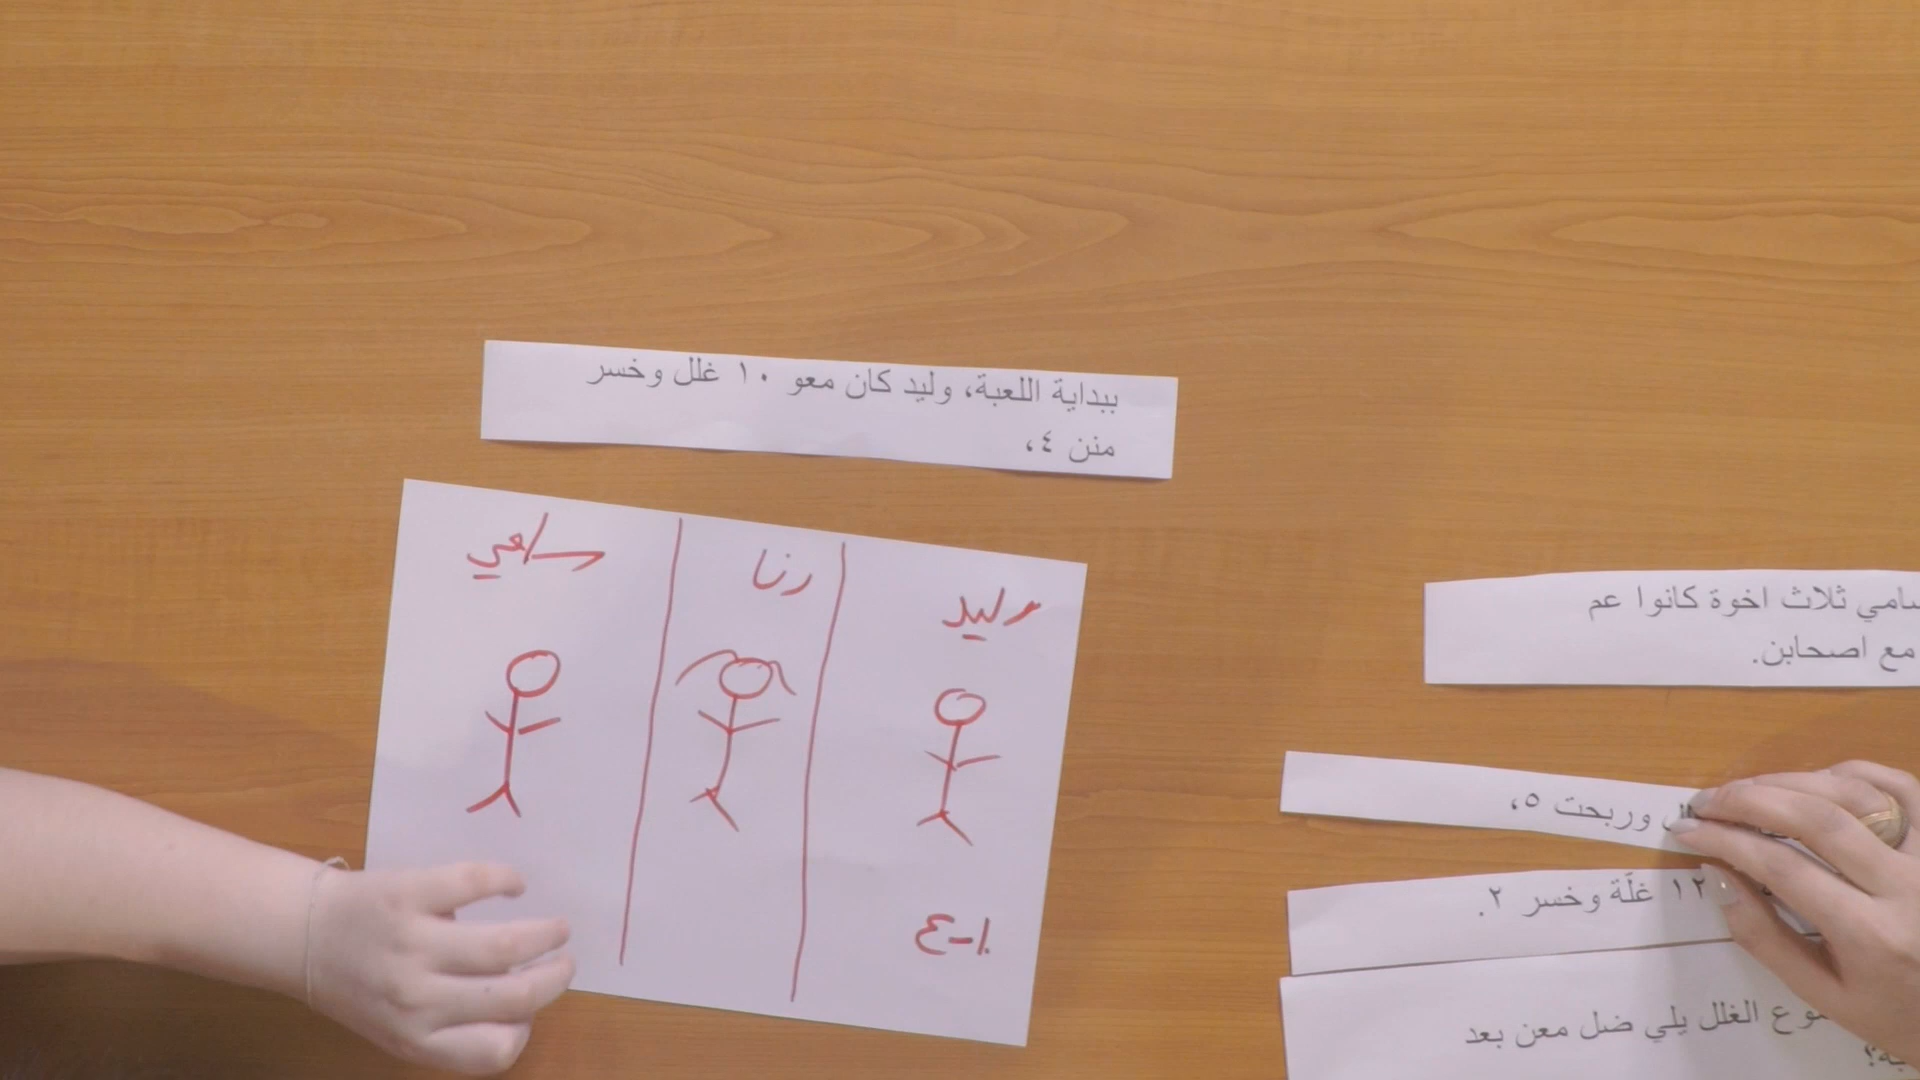 ببداية اللعبة، وليد كان معو ١٠ غلل وخسر
منن ٤،
وليد
رنا
سامي
١٠-٤
ثلاث اخوة كانوا عم
مع اصحابن.
وربحت ٥،
١٢ غلّة وخسر ٢.
الغلل يلي ضل معن بعد